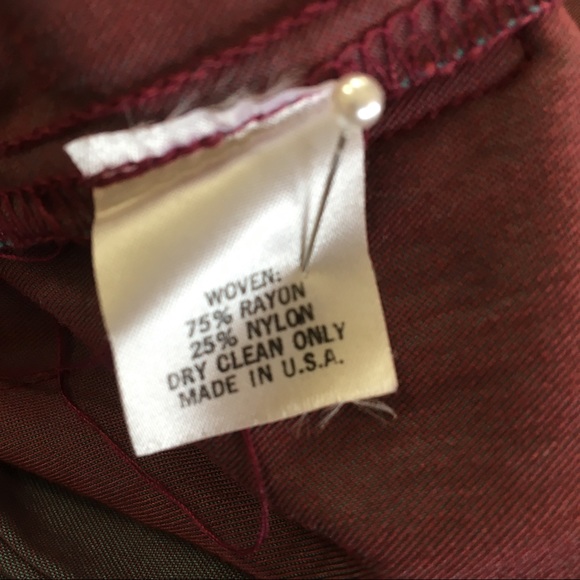 WOVEN:
75% RAYON
25% NYLON
DRY CLEAN ONLY
MADE IN U.S.A.